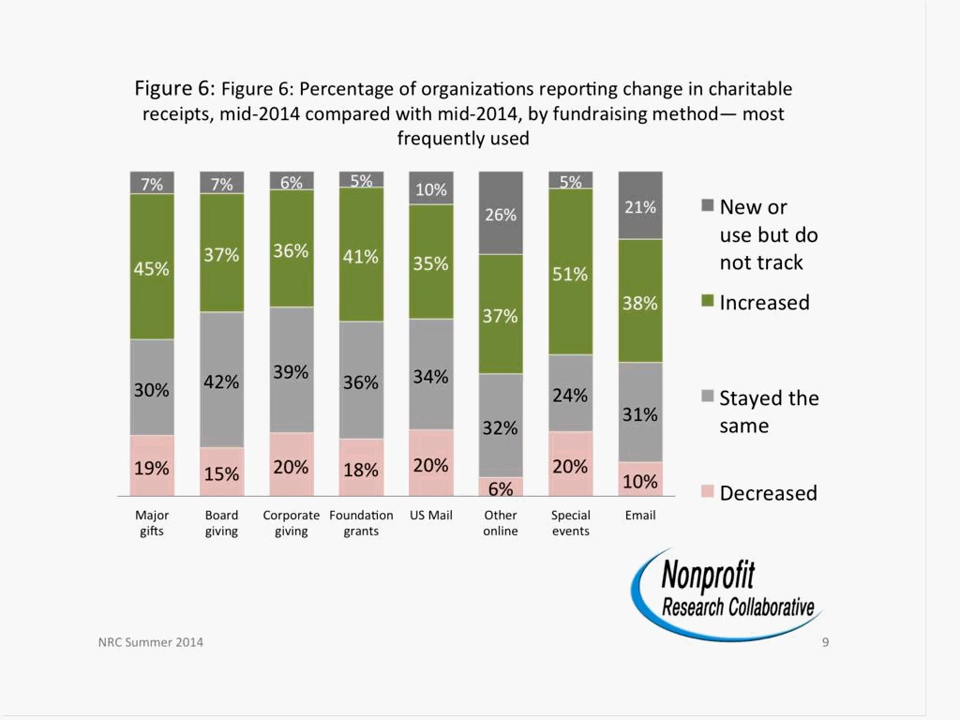 Figure 6: Figure 6: Percentage of organizations reporting change in charitable
receipts, mid-2014 compared with mid-2014, by fundraising method— most
frequently used
7% 7% 6% 5% 10% 26% 5% 21%
45% 37% 36% 41% 35% 37% 51% 38%
30% 42% 39% 36% 34% 32% 24% 31%
19% 15% 20% 18% 20% 6% 20% 10%
Major gifts
Board giving
Corporate giving
Foundation grants
US Mail
Other online
Special events
Email
New or
use but do
not track
Increased
Stayed the
same
Decreased
Nonprofit
Research Collaborative
NRC Summer 2014
9